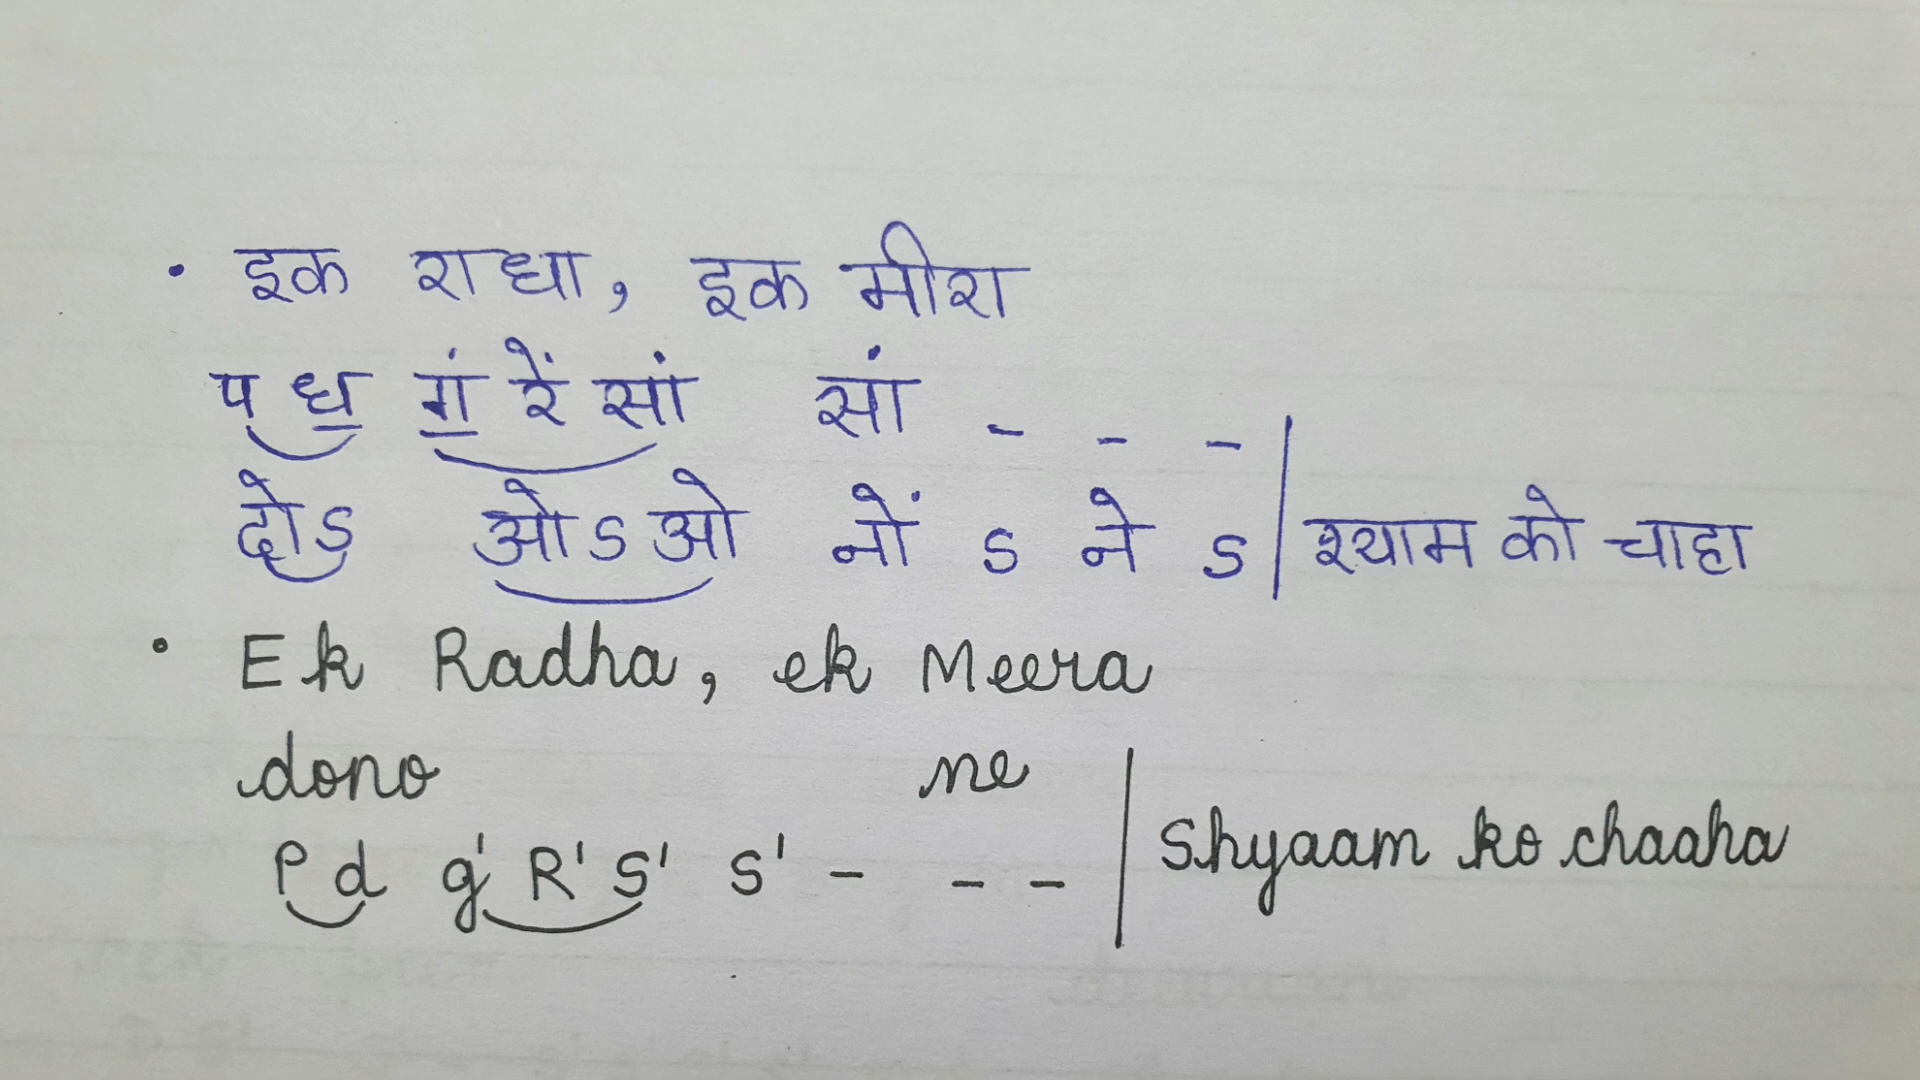 • इक राधा, इक मीरा
प ध॒ ग॒ं रें सां सां - - -
दोऽ ओऽओ नों ऽ ने ऽ | श्याम को चाहा
• Ek Radha, ek Meera
dono ne
P d g' R' S' S' - - - | Shyaam ko chaaha